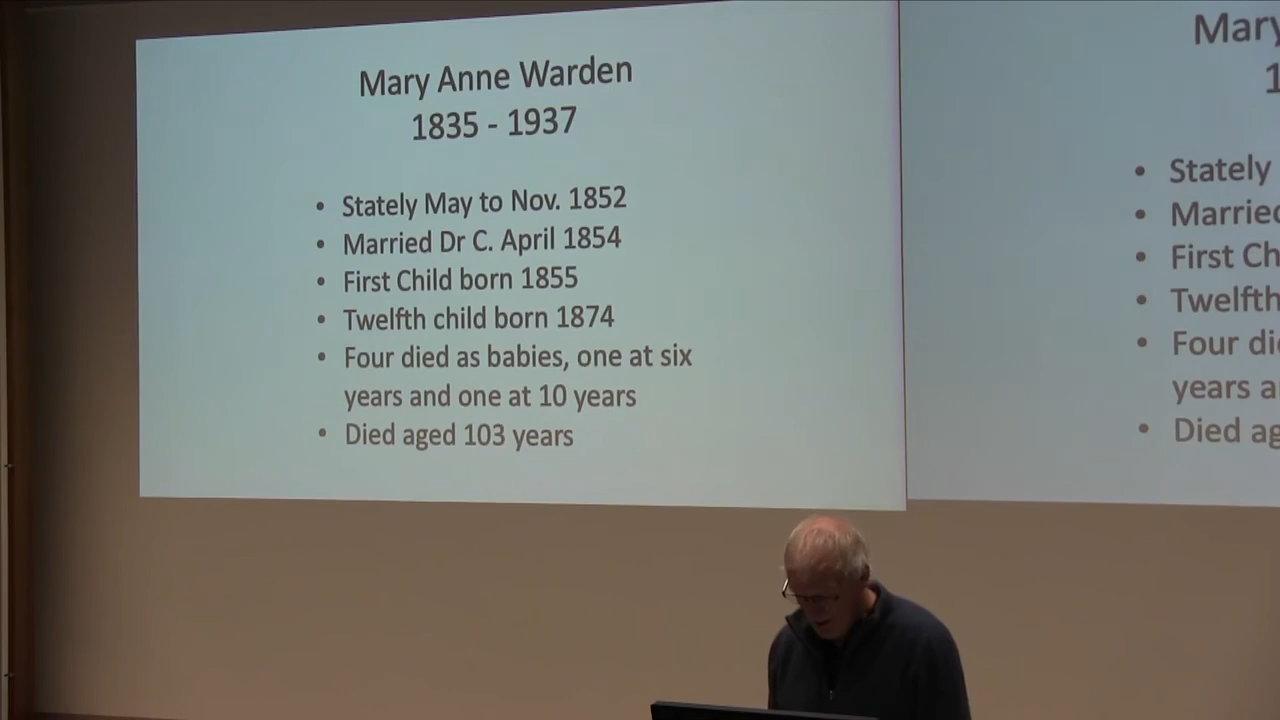 Mary Anne Warden
1835 - 1937
• Stately May to Nov. 1852
• Married Dr C. April 1854
• First Child born 1855
• Twelfth child born 1874
• Four died as babies, one at six
years and one at 10 years
• Died aged 103 years
Mary
1
• Stately
• Married
• First Ch
• Twelfth
• Four die
years a
• Died ag